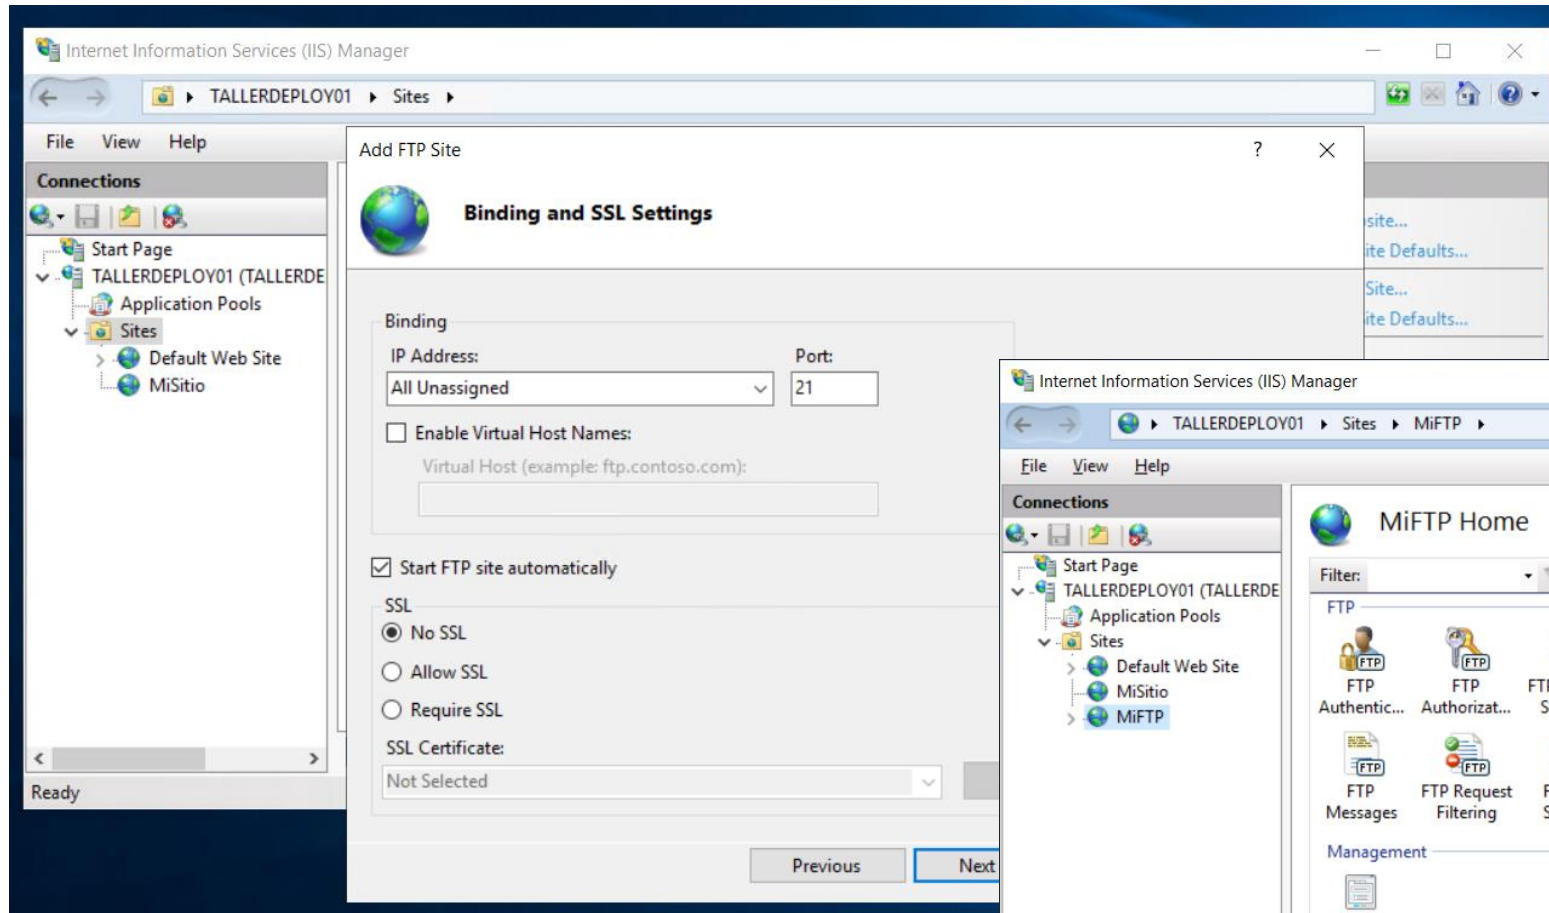 Internet Information Services (IIS) Manager
TALLERDEPLOY01 Sites
File View Help
Connections
Start Page
TALLERDEPLOY01 (TALLERDE
Application Pools
Sites
Default Web Site
MiSitio
Ready
Add FTP Site
?
Binding and SSL Settings
Binding
IP Address:
Port:
All Unassigned
21
Enable Virtual Host Names:
Virtual Host (example: ftp.contoso.com):
Start FTP site automatically
SSL
No SSL
Allow SSL
Require SSL
SSL Certificate:
Not Selected
Previous
Next
site...
ite Defaults...
Site...
ite Defaults...
Internet Information Services (IIS) Manager
TALLERDEPLOY01 Sites MiFTP
File View Help
Connections
Start Page
TALLERDEPLOY01 (TALLERDE
Application Pools
Sites
Default Web Site
MiSitio
MiFTP
MiFTP Home
Filter:
FTP
FTP
Authentic...
FTP
Authorizat...
FTP
Messages
FTP Request
Filtering
Management